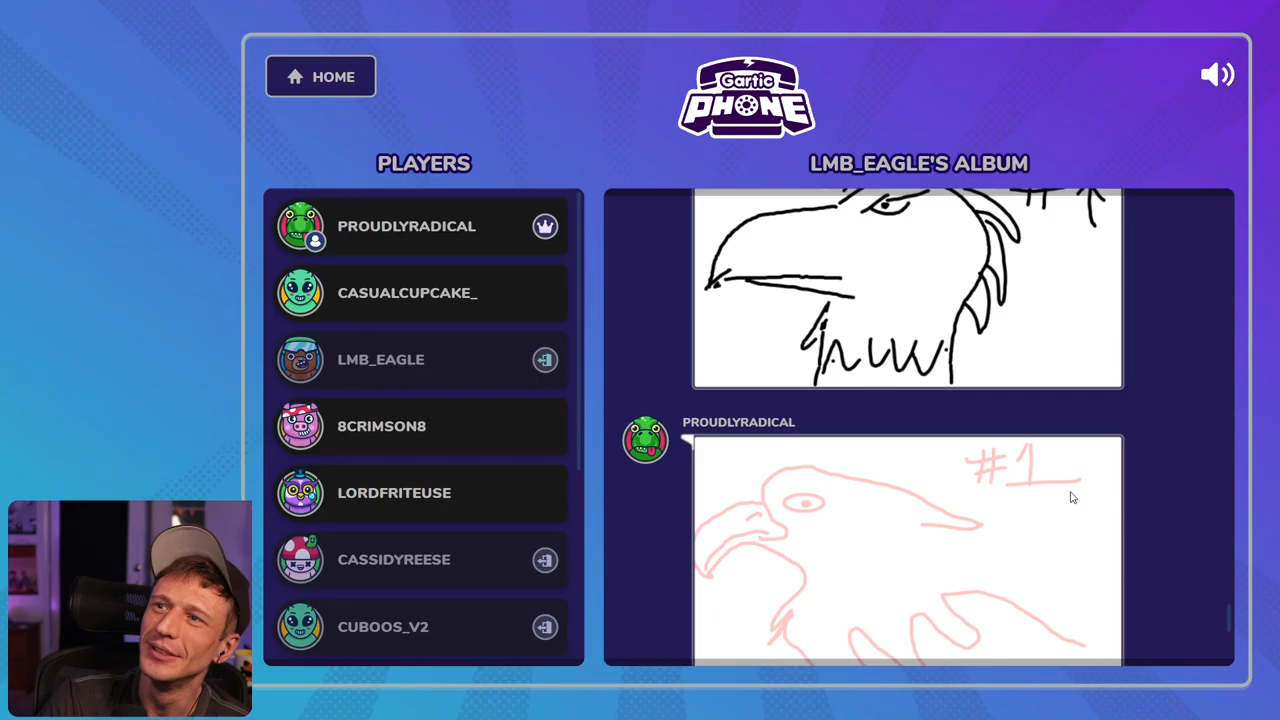 HOME
Gartic
PHONE
PLAYERS
LMB_EAGLE'S ALBUM
PROUDLYRADICAL
CASUALCUPCAKE_
LMB_EAGLE
8CRIMSON8
LORDFRITEUSE
CASSIDYREESE
CUBOOS_V2
PROUDLYRADICAL
#1